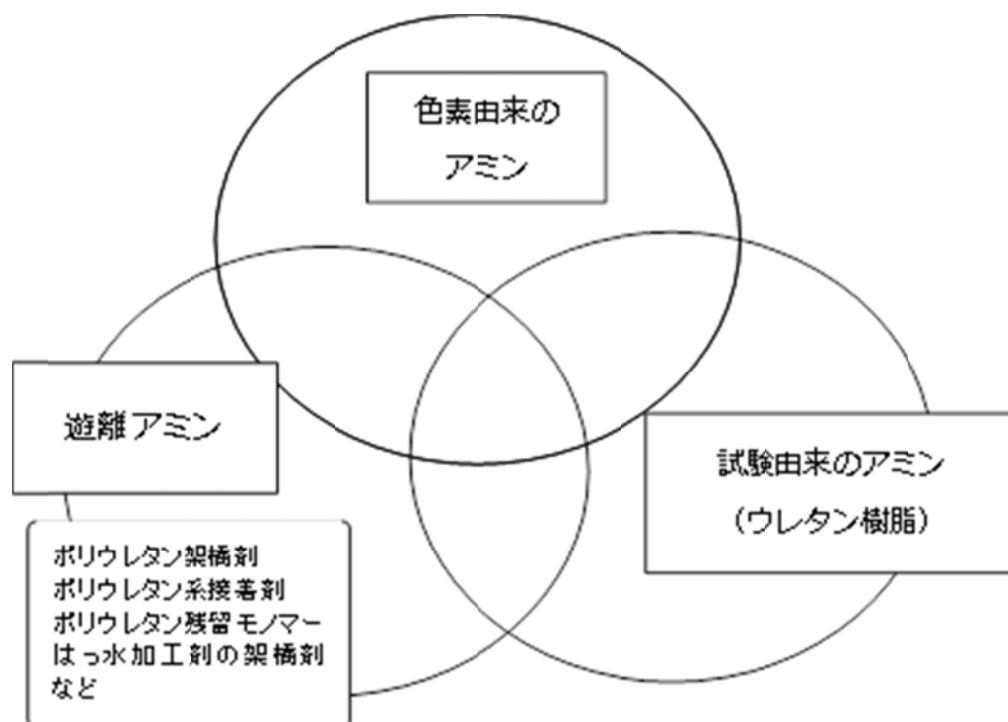 色素由来の
アミン
遊離アミン
試験由来のアミン
（ウレタン樹脂）
ポリウレタン架橋剤
ポリウレタン系接着剤
ポリウレタン残留モノマー
はっ水加工剤の架橋剤
など